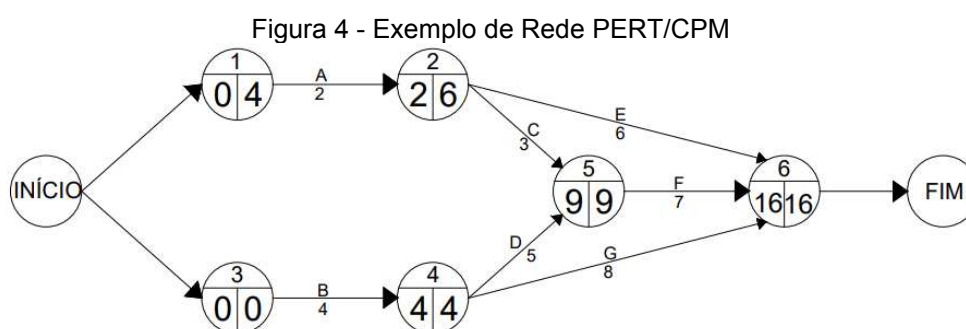 Figura 4 - Exemplo de Rede PERT/CPM
1
0 4
A
2
2
2 6
E
6
C
3
INÍCIO
5
9 9
F
7
6
16 16
FIM
D
5
G
8
3
0 0
B
4
4
4 4